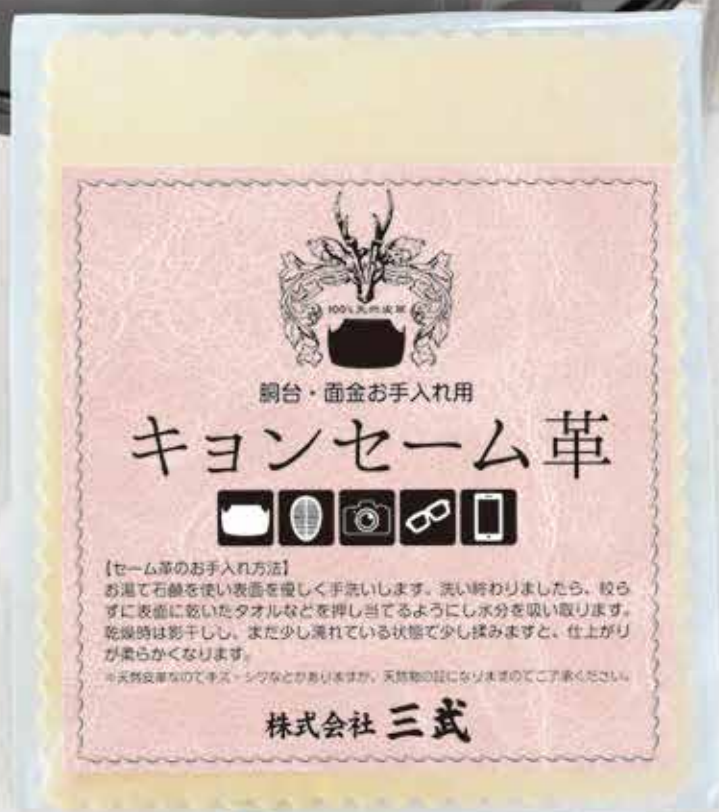 100%天然皮革
胴台・面金お手入れ用
キョンセーム革
【セーム革のお手入れ方法】
お湯で石鹸を使い表面を優しく手洗いします。洗い終わりましたら、絞ら
ずに表面に乾いたタオルなどを押し当てるようにし水分を吸い取ります。
乾燥時は影干しし、まだ少し濡れている状態で少し揉みますと、仕上がり
が柔らかくなります。
※天然皮革なのでキズ・シワなどがありますが、天然物の証になりますのでご了承ください。
株式会社 三武